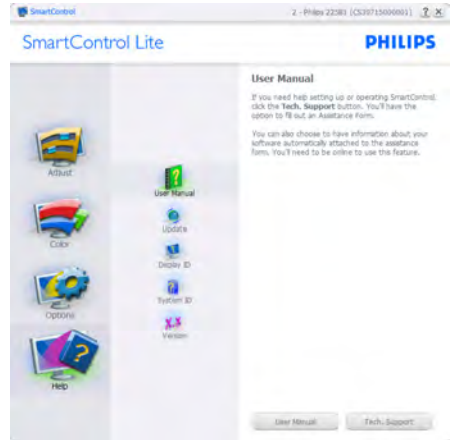 SmartControl
2 - Philips 225B1 (CS30715000001)
? X
SmartControl Lite
PHILIPS
User Manual
If you need help setting up or operating SmartControl,
click the Tech. Support button. You'll have the
option to fill out an Assistance Form.
You can also choose to have information about your
software automatically attached to the assistance
form. You'll need to be online to use this feature.
Adjust
Color
Options
Help
User Manual
Update
Display ID
System ID
Version
User Manual
Tech. Support